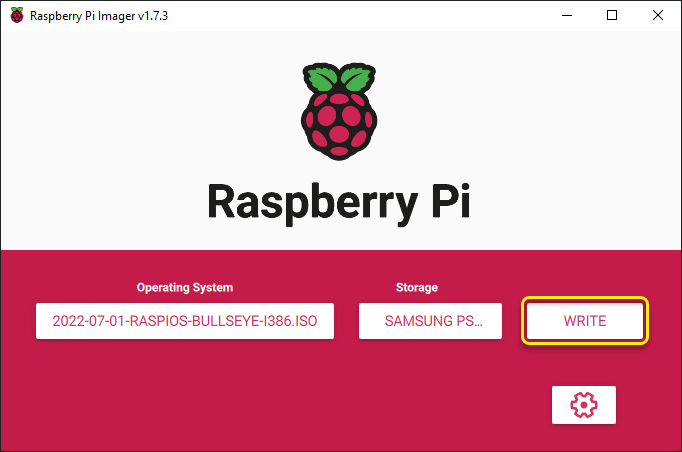 Raspberry Pi Imager v1.7.3
Raspberry Pi
Operating System
Storage
2022-07-01-RASPIOS-BULLSEYE-I386.ISO
SAMSUNG PS...
WRITE